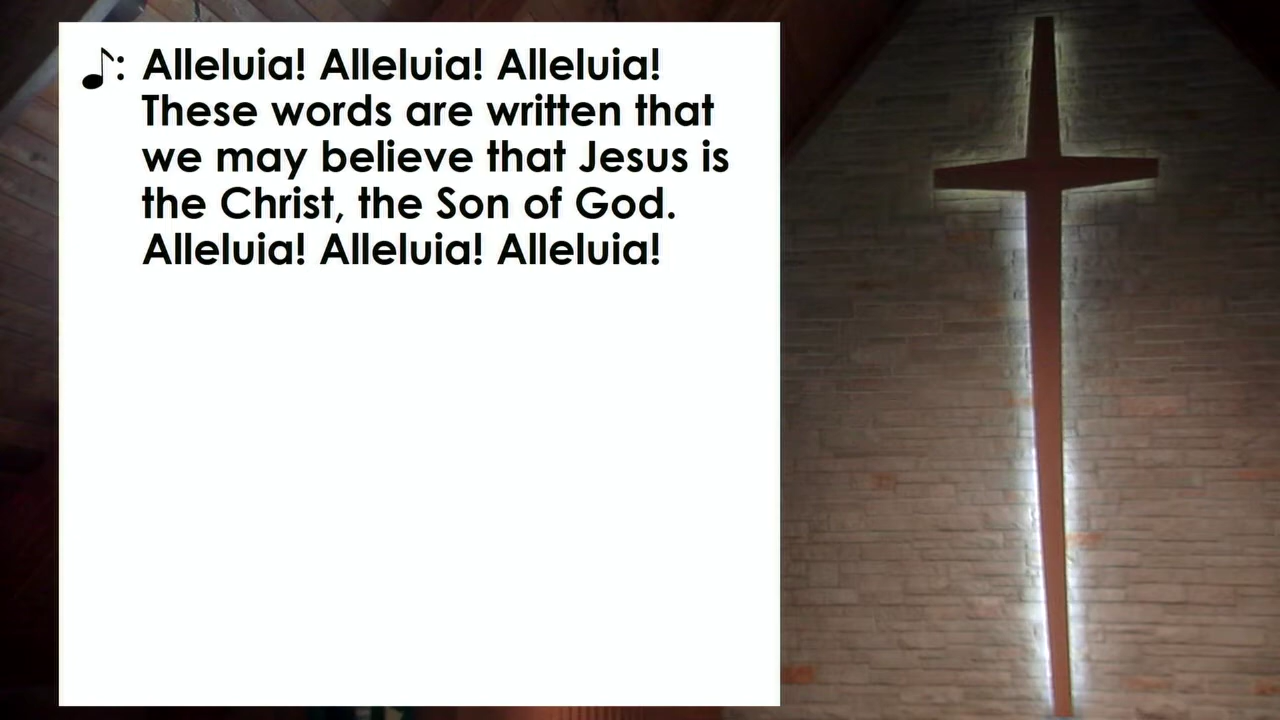 ♪: Alleluia! Alleluia! Alleluia!
These words are written that
we may believe that Jesus is
the Christ, the Son of God.
Alleluia! Alleluia! Alleluia!